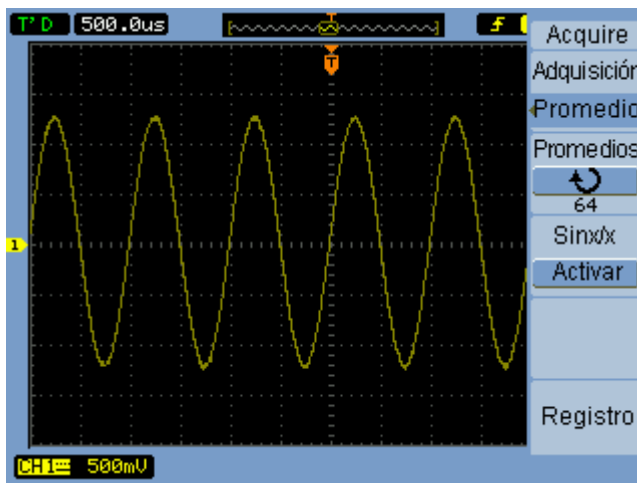 T'D 500.0us
T
T
Acquire
Adquisición
Promedio
Promedios
64
Sinx/x
Activar
Registro
1
CH1 500mV